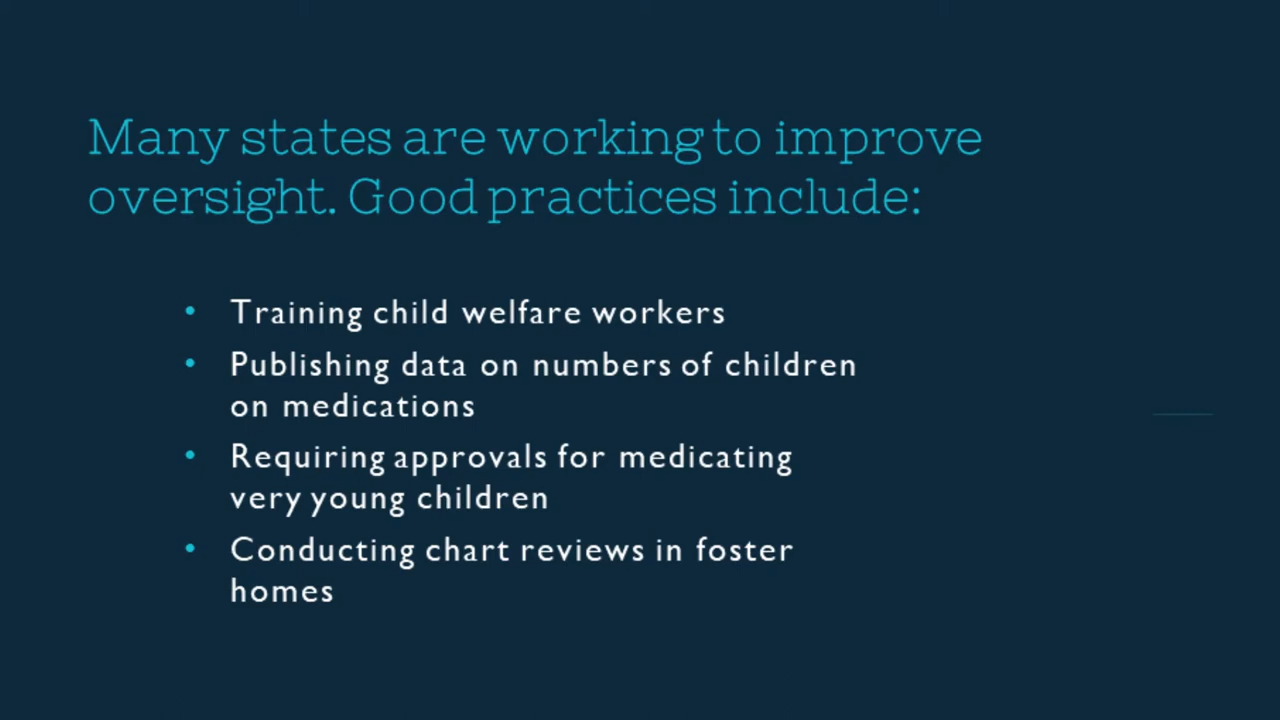 Many states are working to improve
oversight. Good practices include:
• Training child welfare workers
• Publishing data on numbers of children
on medications
• Requiring approvals for medicating
very young children
• Conducting chart reviews in foster
homes